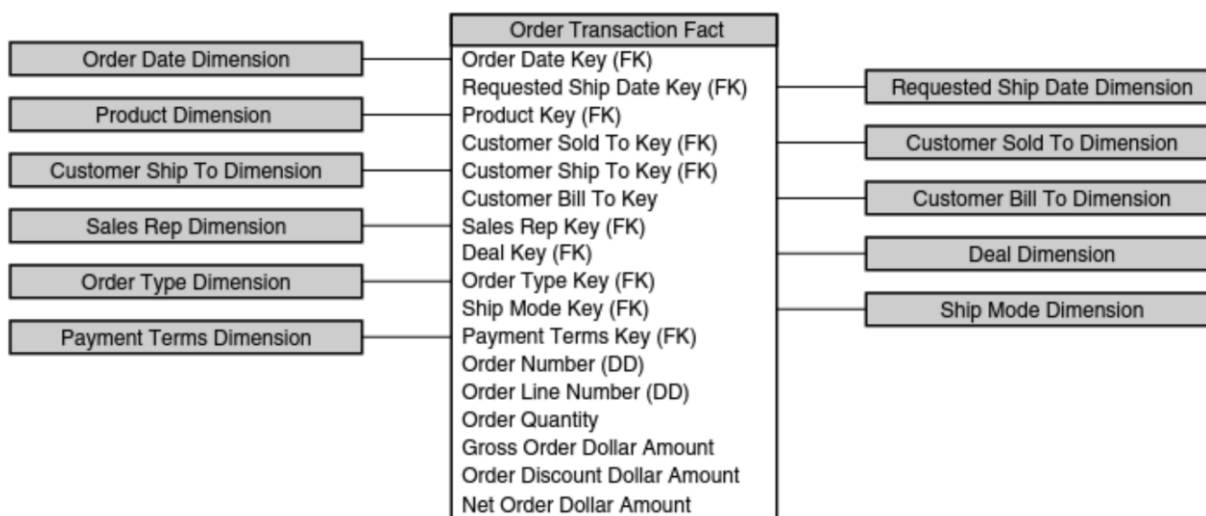 Order Transaction Fact
Order Date Dimension
Product Dimension
Customer Ship To Dimension
Sales Rep Dimension
Order Type Dimension
Payment Terms Dimension
Order Date Key (FK)
Requested Ship Date Key (FK)
Product Key (FK)
Customer Sold To Key (FK)
Customer Ship To Key (FK)
Customer Bill To Key
Sales Rep Key (FK)
Deal Key (FK)
Order Type Key (FK)
Ship Mode Key (FK)
Payment Terms Key (FK)
Order Number (DD)
Order Line Number (DD)
Order Quantity
Gross Order Dollar Amount
Order Discount Dollar Amount
Net Order Dollar Amount
Requested Ship Date Dimension
Customer Sold To Dimension
Customer Bill To Dimension
Deal Dimension
Ship Mode Dimension